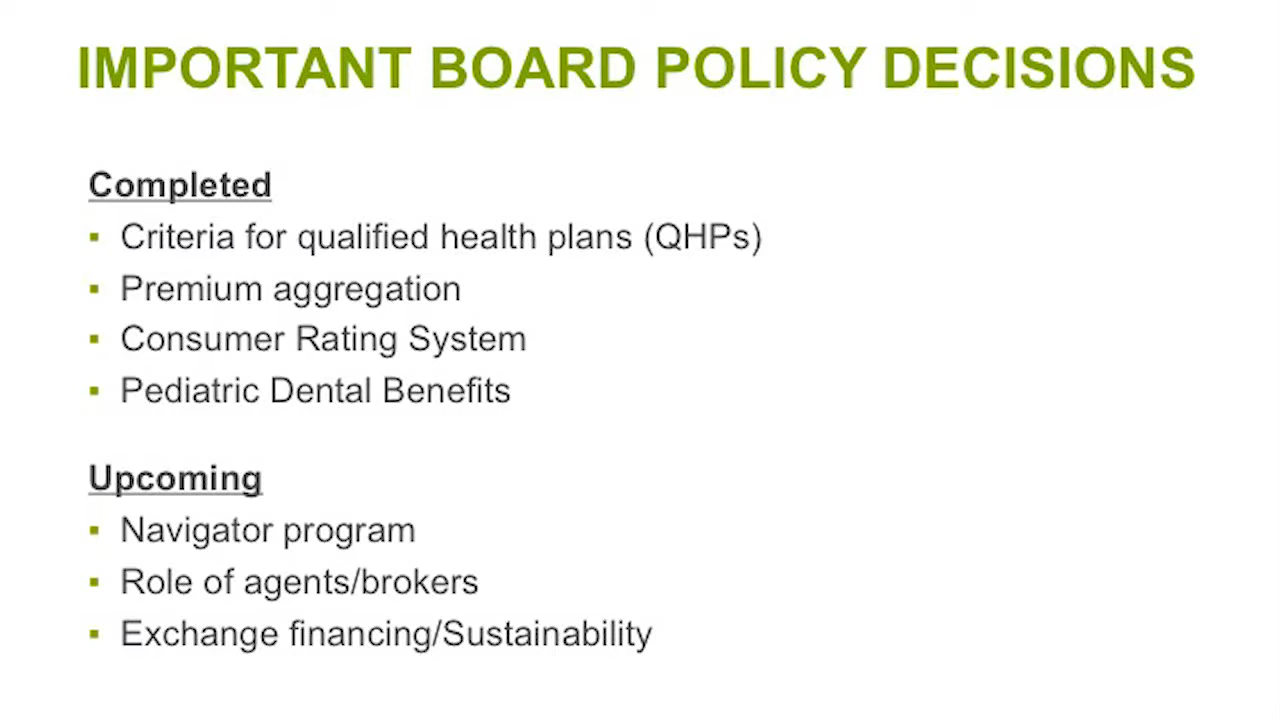 IMPORTANT BOARD POLICY DECISIONS
Completed
▪ Criteria for qualified health plans (QHPs)
▪ Premium aggregation
▪ Consumer Rating System
▪ Pediatric Dental Benefits
Upcoming
▪ Navigator program
▪ Role of agents/brokers
▪ Exchange financing/Sustainability